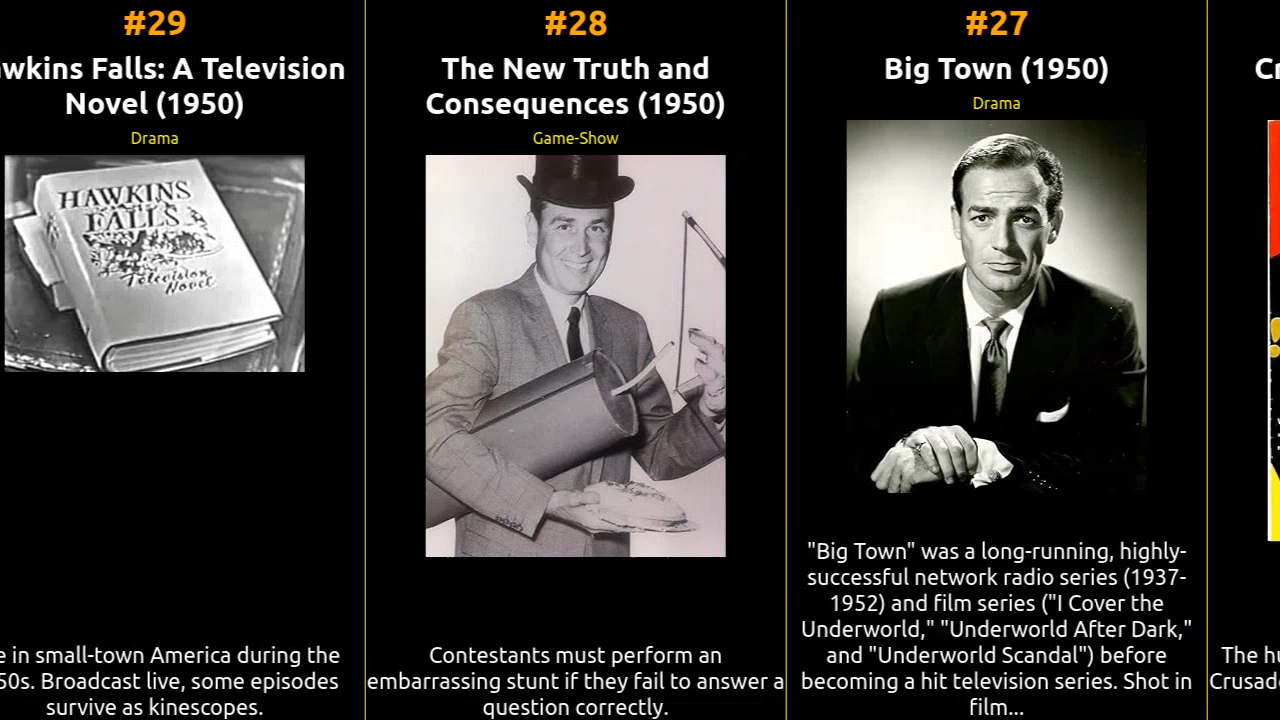 #29
wkins Falls: A Television
Novel (1950)
Drama
HAWKINS
FALLS
Television
Novel
e in small-town America during the
50s. Broadcast live, some episodes
survive as kinescopes.
#28
The New Truth and
Consequences (1950)
Game-Show
Contestants must perform an
embarrassing stunt if they fail to answer a
question correctly.
#27
Big Town (1950)
Drama
"Big Town" was a long-running, highly-
successful network radio series (1937-
1952) and film series ("I Cover the
Underworld," "Underworld After Dark,"
and "Underworld Scandal") before
becoming a hit television series. Shot in
film...
Cr
The hu
Crusad